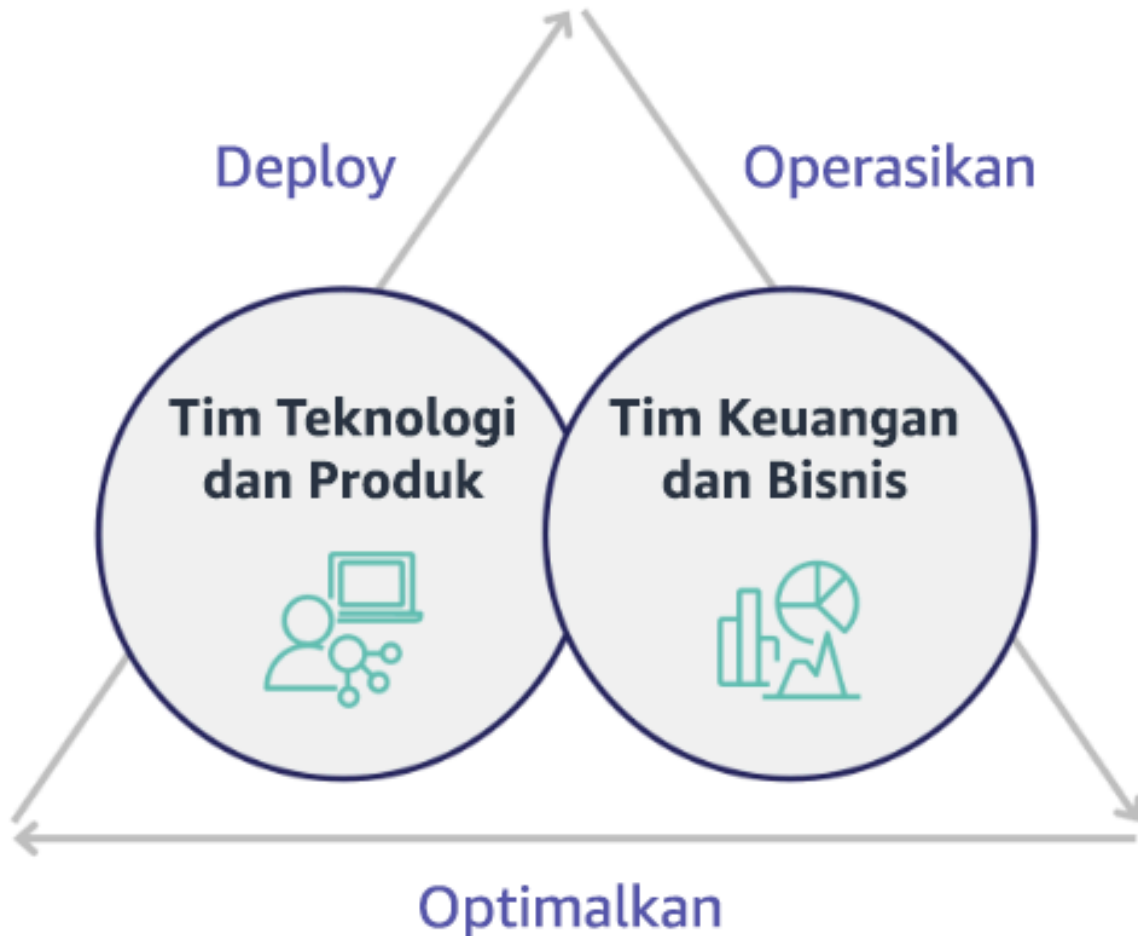 Deploy
Operasikan
Tim Teknologi
dan Produk
Tim Keuangan
dan Bisnis
Optimalkan